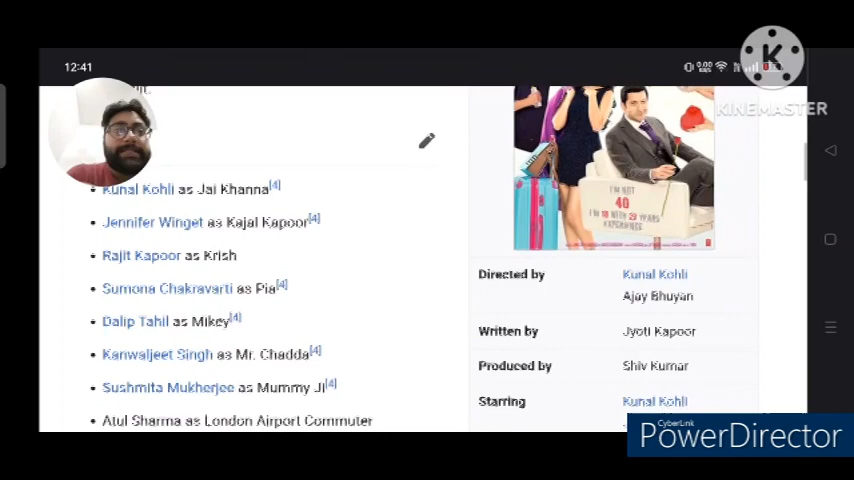 12:41
KINEMASTER
Kunal Kohli as Jai Khanna[4]
Jennifer Winget as Kajal Kapoor[4]
Rajit Kapoor as Krish
Sumona Chakravarti as Pia[4]
Dalip Tahil as Mikey[4]
Kanwaljeet Singh as Mr. Chadda[4]
Sushmita Mukherjee as Mummy Ji[4]
Atul Sharma as London Airport Commuter
I'M NOT
40
I'M 18 WITH 22 YEARS
EXPERIENCE
Directed by Kunal Kohli
Ajay Bhuyan
Written by Jyoti Kapoor
Produced by Shiv Kumar
Starring Kunal Kohli
CyberLink
PowerDirector